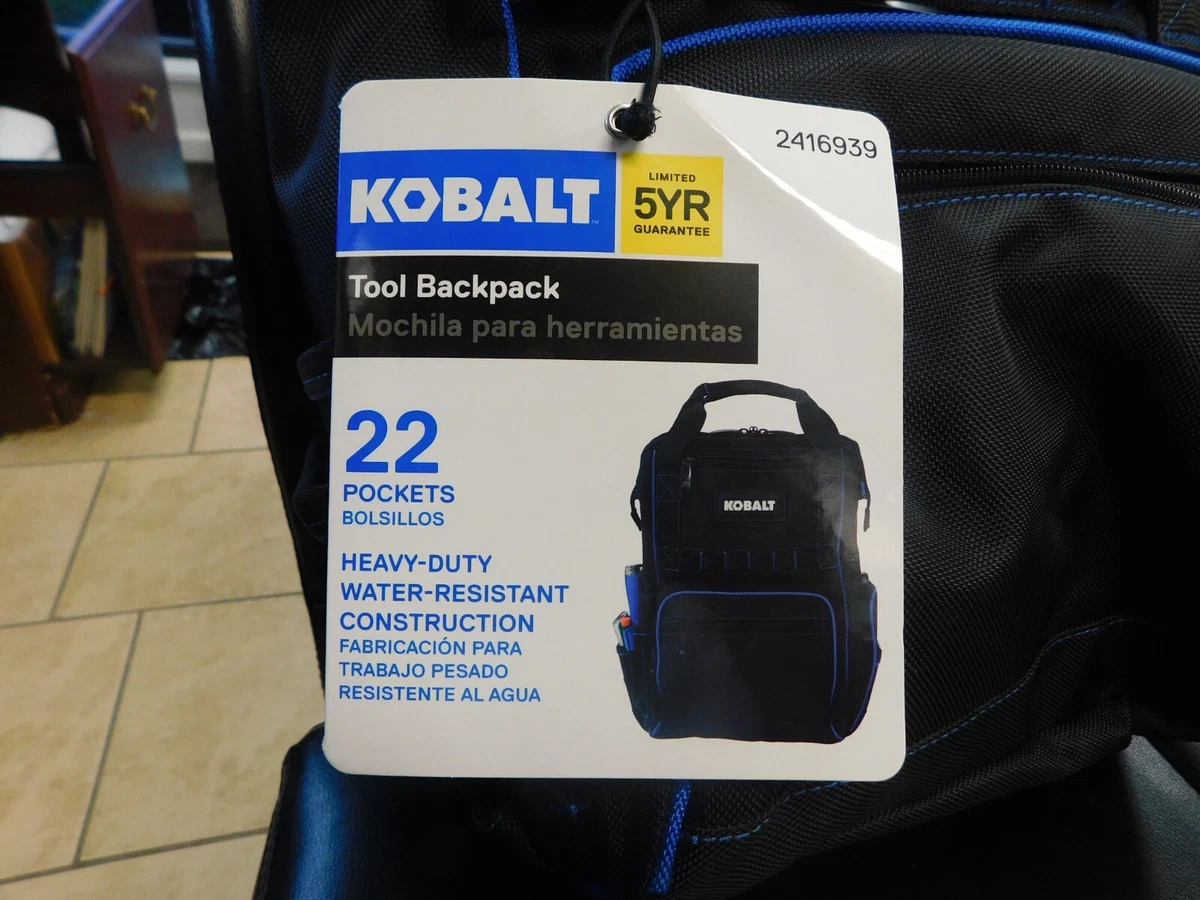 2416939
KOBALT™
LIMITED
5YR
GUARANTEE
Tool Backpack
Mochila para herramientas
22
POCKETS
BOLSILLOS
HEAVY-DUTY
WATER-RESISTANT
CONSTRUCTION
FABRICACIÓN PARA
TRABAJO PESADO
RESISTENTE AL AGUA
KOBALT